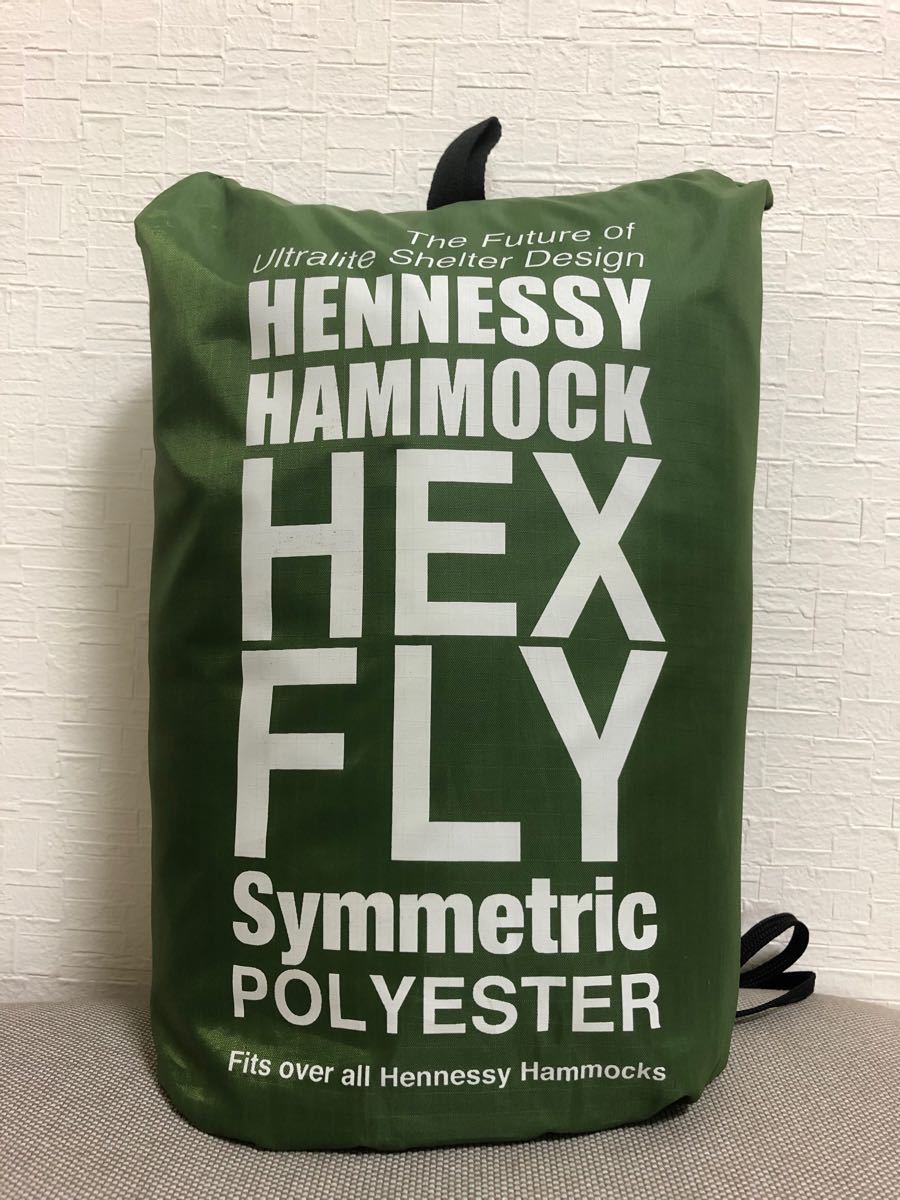 The Future of
Ultralite Shelter Design
HENNESSY
HAMMOCK
HEX
FLY
Symmetric
POLYESTER
Fits over all Hennessy Hammocks